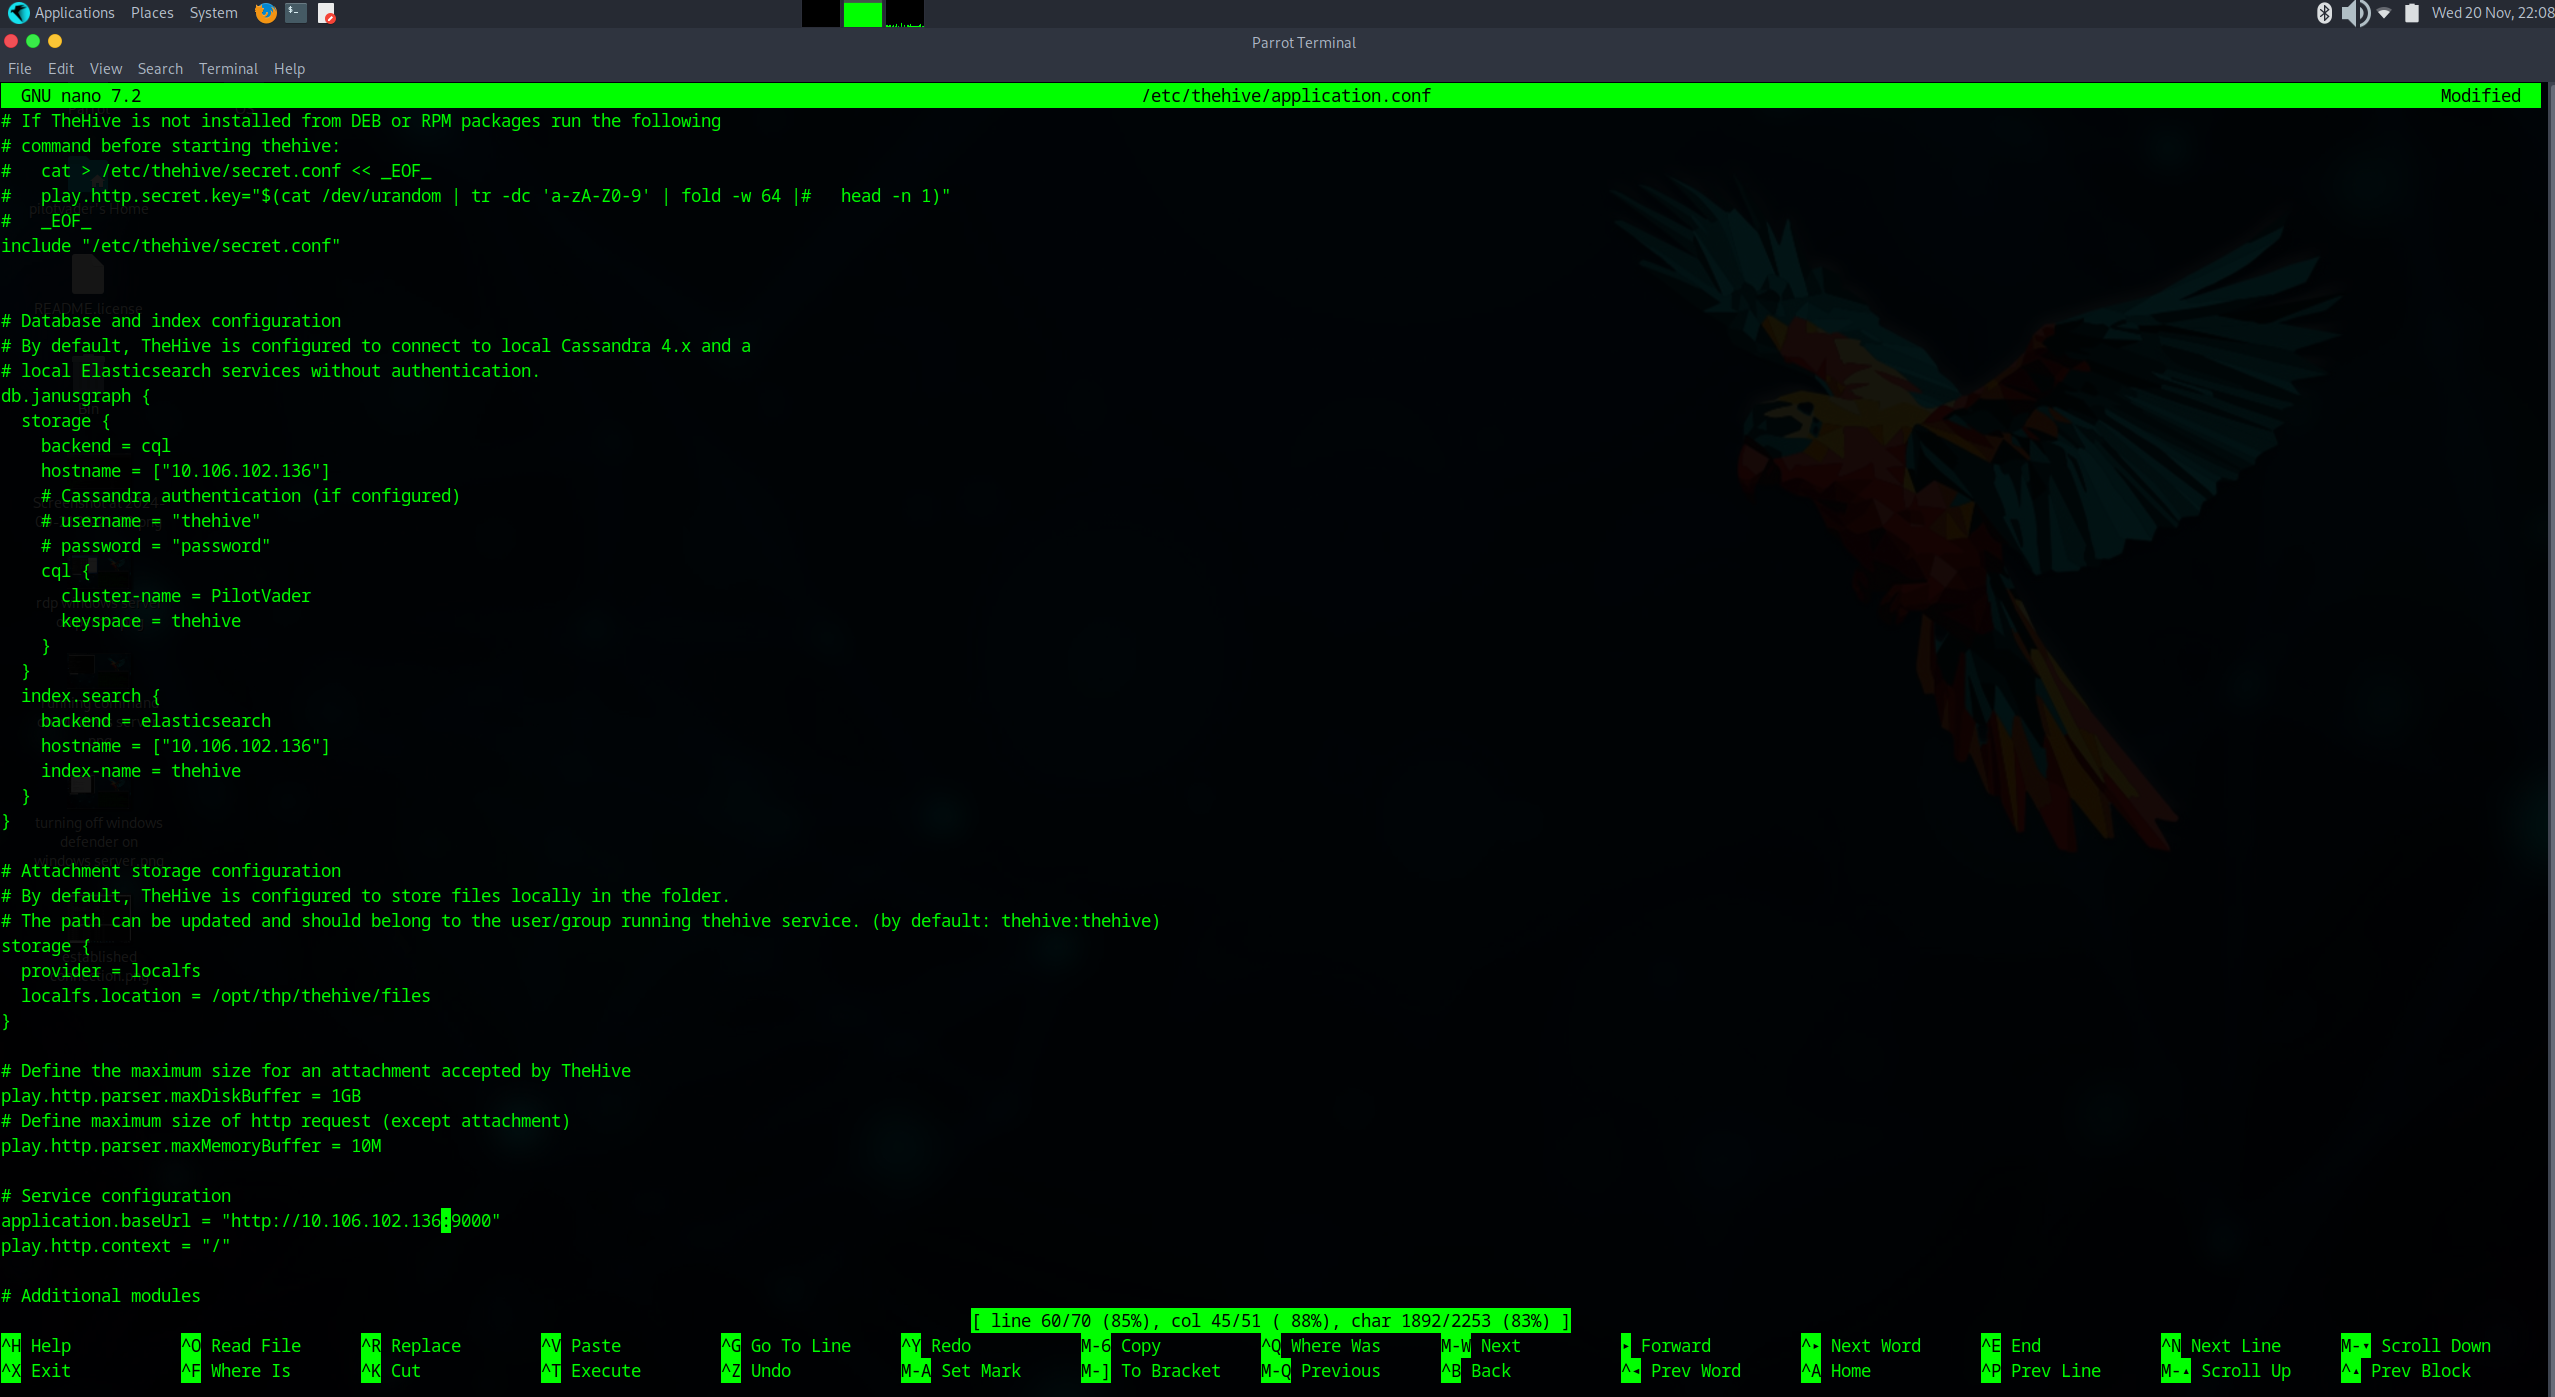 Applications Places System Wed 20 Nov, 22:08
Parrot Terminal
File Edit View Search Terminal Help
GNU nano 7.2 /etc/thehive/application.conf Modified
# If TheHive is not installed from DEB or RPM packages run the following
# command before starting thehive:
#   cat > /etc/thehive/secret.conf << _EOF_
#   play.http.secret.key="$(cat /dev/urandom | tr -dc 'a-zA-Z0-9' | fold -w 64 |#   head -n 1)"
#   _EOF_
include "/etc/thehive/secret.conf"
README.license
# Database and index configuration
# By default, TheHive is configured to connect to local Cassandra 4.x and a
# local Elasticsearch services without authentication.
db.janusgraph {
  storage {
    backend = cql
    hostname = ["10.106.102.136"]
    # Cassandra authentication (if configured)
    # username = "thehive"
    # password = "password"
    cql {
      cluster-name = PilotVader
      keyspace = thehive
    }
  }
  index.search {
    backend = elasticsearch
    hostname = ["10.106.102.136"]
    index-name = thehive
  }
}
turning off windows
defender on
windows server.png
# Attachment storage configuration
# By default, TheHive is configured to store files locally in the folder.
# The path can be updated and should belong to the user/group running thehive service. (by default: thehive:thehive)
storage {
  provider = localfs
  localfs.location = /opt/thp/thehive/files
}
# Define the maximum size for an attachment accepted by TheHive
play.http.parser.maxDiskBuffer = 1GB
# Define maximum size of http request (except attachment)
play.http.parser.maxMemoryBuffer = 10M
# Service configuration
application.baseUrl = "http://10.106.102.136:9000"
play.http.context = "/"
# Additional modules
[ line 60/70 (85%), col 45/51 ( 88%), char 1892/2253 (83%) ]
^H Help ^O Read File ^R Replace ^V Paste ^G Go To Line ^Y Redo M-6 Copy ^Q Where Was M-W Next ▸ Forward ^▸ Next Word ^E End ^N Next Line M-▾ Scroll Down
^X Exit ^F Where Is ^K Cut ^T Execute ^Z Undo M-A Set Mark M-] To Bracket M-Q Previous ^B Back ^◂ Prev Word ^A Home ^P Prev Line M-▴ Scroll Up ^▴ Prev Block